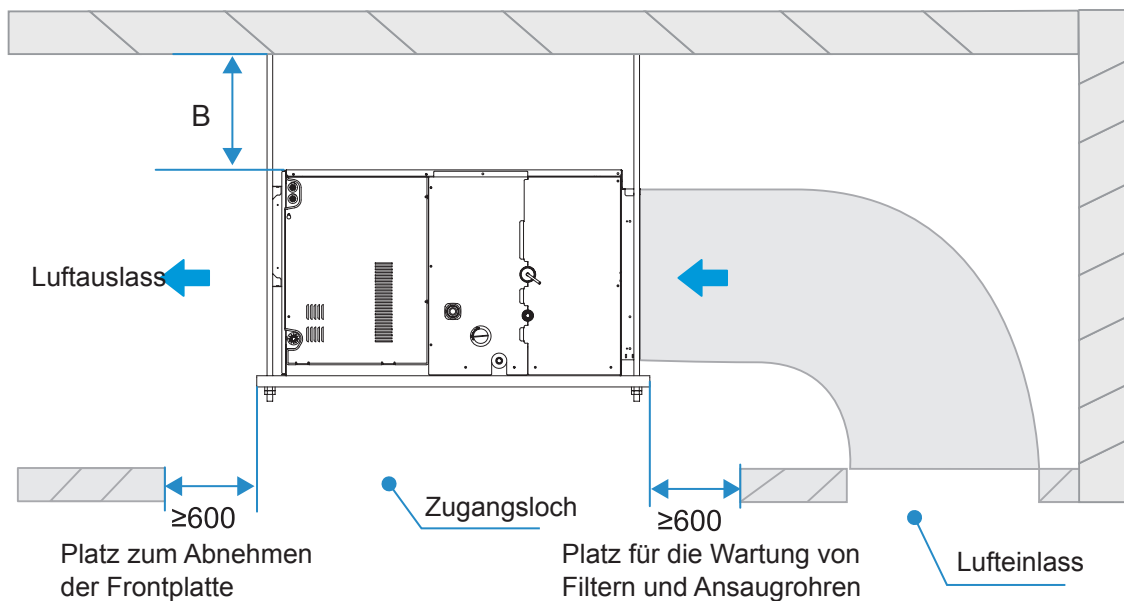 B
Luftauslass
≥600
Zugangsloch
≥600
Platz zum Abnehmen
der Frontplatte
Platz für die Wartung von
Filtern und Ansaugrohren
Lufteinlass